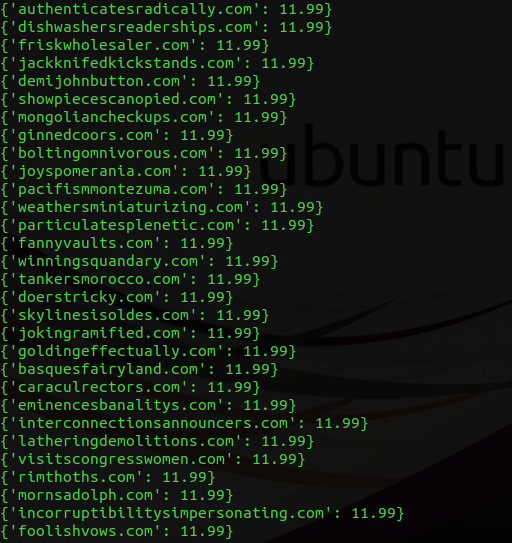 {'authenticatesradically.com': 11.99}
{'dishwashersreaderships.com': 11.99}
{'friskwholesaler.com': 11.99}
{'jackknifedkickstands.com': 11.99}
{'demijohnbutton.com': 11.99}
{'showpiecescanopied.com': 11.99}
{'mongoliancheckups.com': 11.99}
{'ginnedcoors.com': 11.99}
{'boltingomnivorous.com': 11.99}
{'joyspomerania.com': 11.99}
{'pacifismmontezuma.com': 11.99}
{'weathersminiaturizing.com': 11.99}
{'particulatesplenetic.com': 11.99}
{'fannyvaults.com': 11.99}
{'winningsquandary.com': 11.99}
{'tankersmorocco.com': 11.99}
{'doerstricky.com': 11.99}
{'skylinesisoldes.com': 11.99}
{'jokingramified.com': 11.99}
{'goldingeffectually.com': 11.99}
{'basquesfairyland.com': 11.99}
{'caraculrectors.com': 11.99}
{'eminencesbanalitys.com': 11.99}
{'interconnectionsannouncers.com': 11.99}
{'latheringdemolitions.com': 11.99}
{'visitscongresswomen.com': 11.99}
{'rimthoths.com': 11.99}
{'mornsadolph.com': 11.99}
{'incorruptibilitysimpersonating.com': 11.99}
{'foolishvows.com': 11.99}
ubuntu